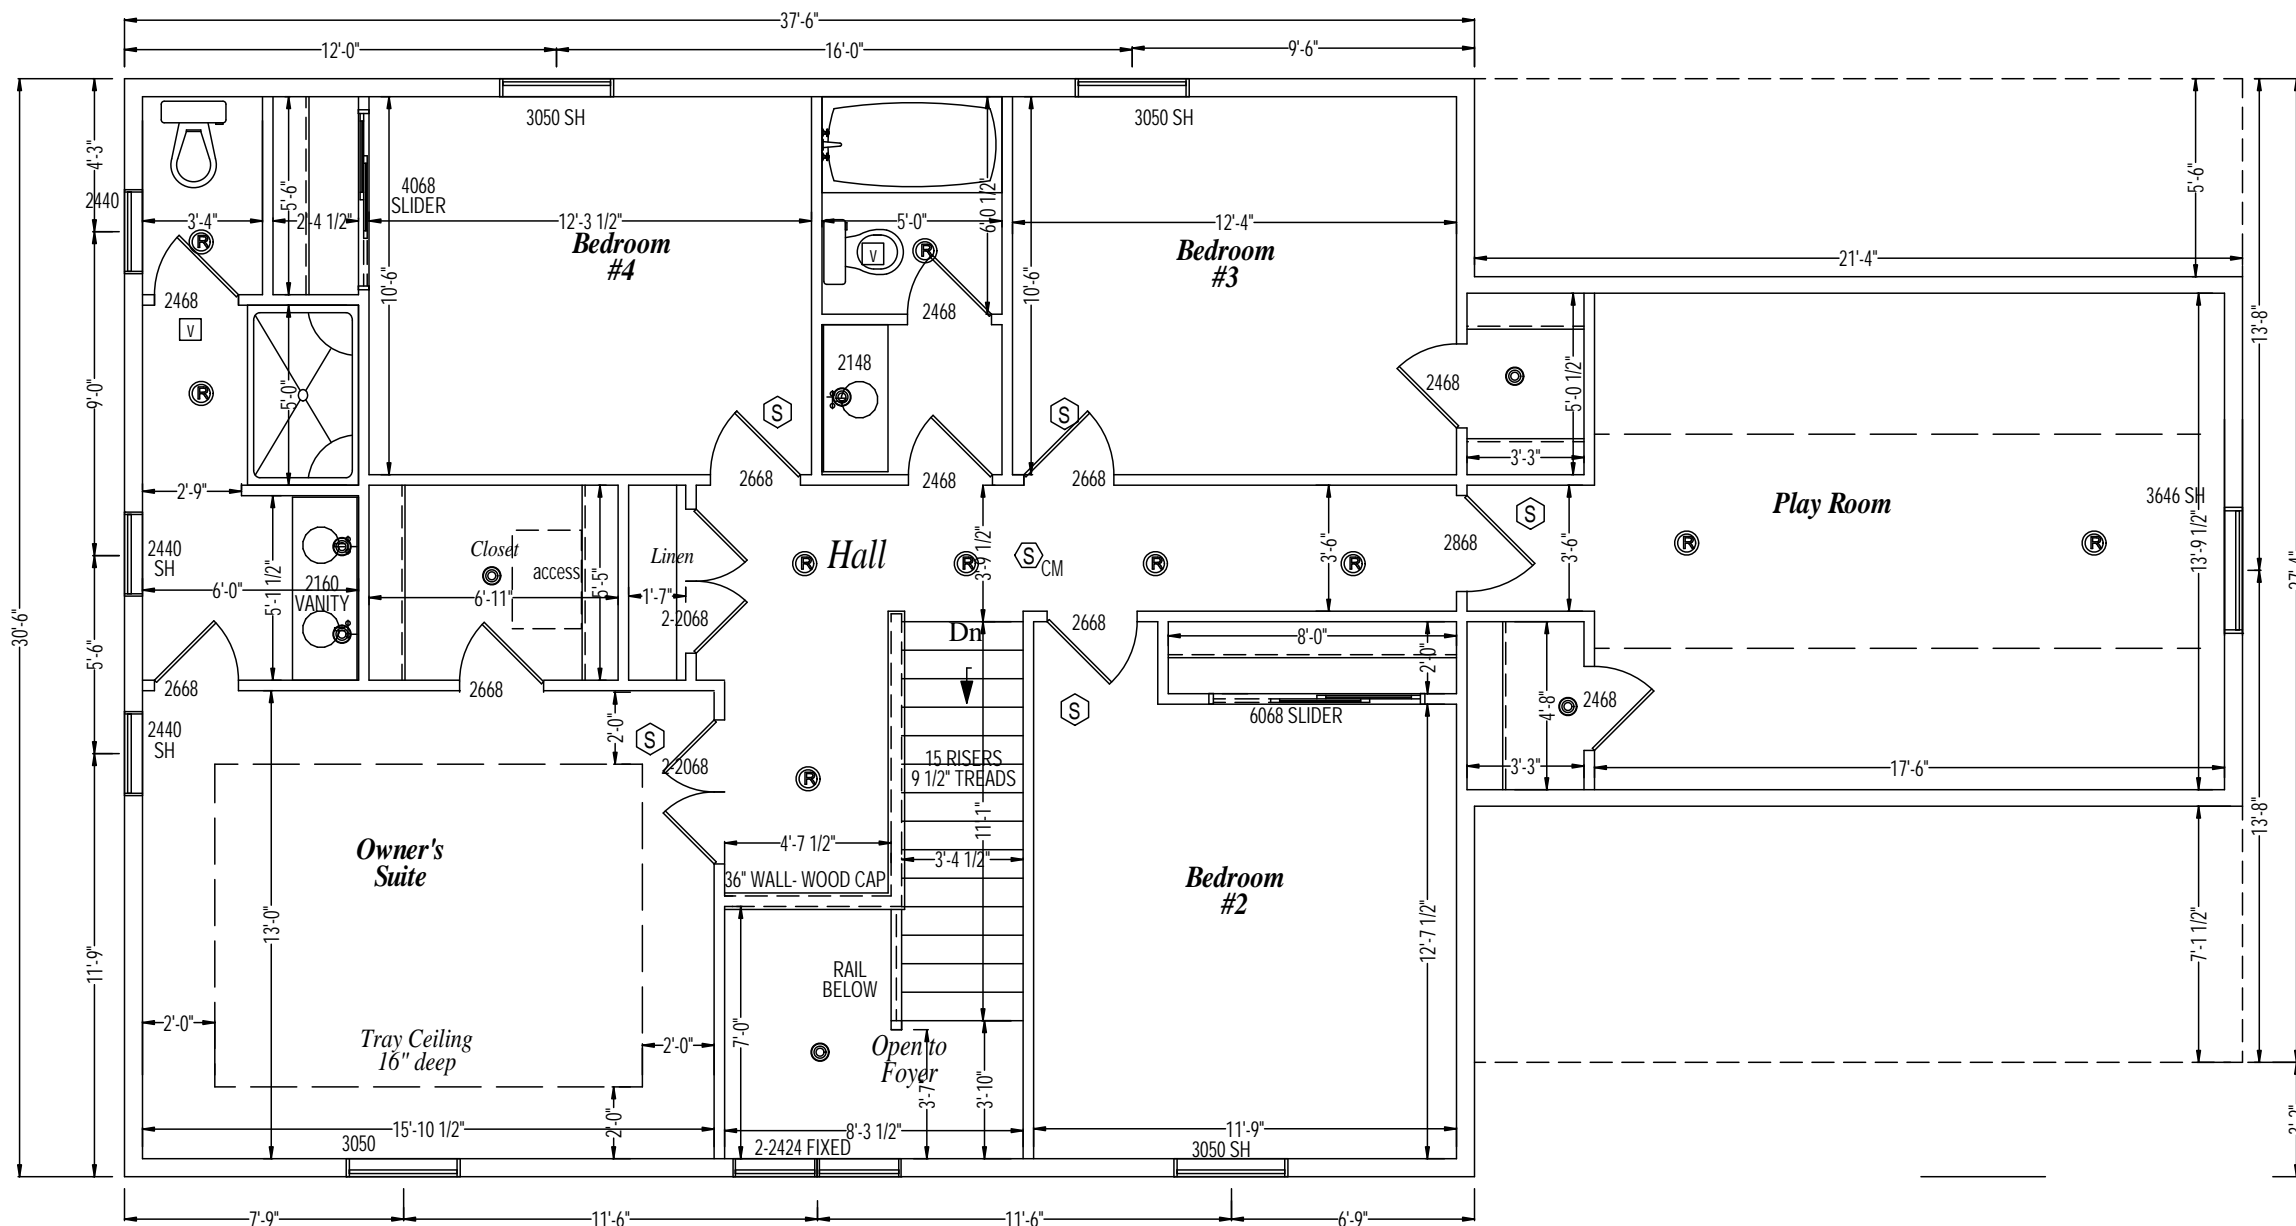 37'-6"
12'-0"
16'-0"
9'-6"
3050 SH
3050 SH
4'-3"
5'-6"
2440
3'-4"
5'-6"
2'-4 1/2"
4068
SLIDER
12'-3 1/2"
Bedroom
#4
10'-6"
5'-0"
6'-0 1/2"
V
R
R
12'-4"
Bedroom
#3
10'-6"
21'-4"
2468
V
2468
13'-8"
9'-0"
R
5'-0"
2148
S
S
2468
5'-0 1/2"
3'-3"
2'-9"
2668
2468
2668
3646 SH
Play Room
S
2440
SH
Closet
access
Linen
R
Hall
R
3'-9 1/2"
S
CM
R
3'-6"
R
2868
3'-6"
R
R
13'-9 1/2"
27'-4"
6'-0"
5'-1 1/2"
2160
VANITY
6'-11"
5'-5"
1'-7"
2-2068
30'-6"
5'-6"
Dn
2668
8'-0"
2'-0"
2668
2668
2'-0"
S
S
6068 SLIDER
4'-8"
2468
2440
SH
2-2068
R
15 RISERS
9 1/2" TREADS
3'-3"
17'-6"
11'-1"
13'-8"
Owner's
Suite
4'-7 1/2"
3'-4 1/2"
36" WALL- WOOD CAP
Bedroom
#2
13'-0"
12'-7 1/2"
7'-1 1/2"
11'-9"
RAIL
BELOW
2'-0"
Tray Ceiling
16" deep
2'-0"
7'-0"
Open to
Foyer
3'-7"
3'-10"
2'-0"
15'-10 1/2"
3050
8'-3 1/2"
2-2424 FIXED
11'-9"
3050 SH
7'-9"
11'-6"
11'-6"
6'-9"